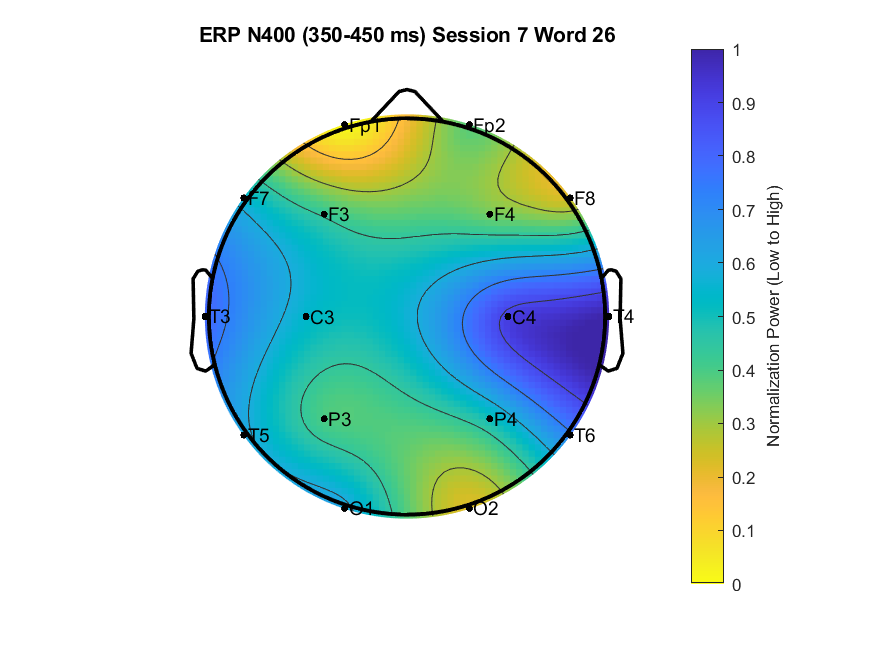 ERP N400 (350-450 ms) Session 7 Word 26
Fp1 Fp2
F7 F8
F3 F4
T3 C3 C4 T4
P3 P4
T5 T6
O1 O2
1
0.9
0.8
0.7
0.6
0.5
0.4
0.3
0.2
0.1
0
Normalization Power (Low to High)